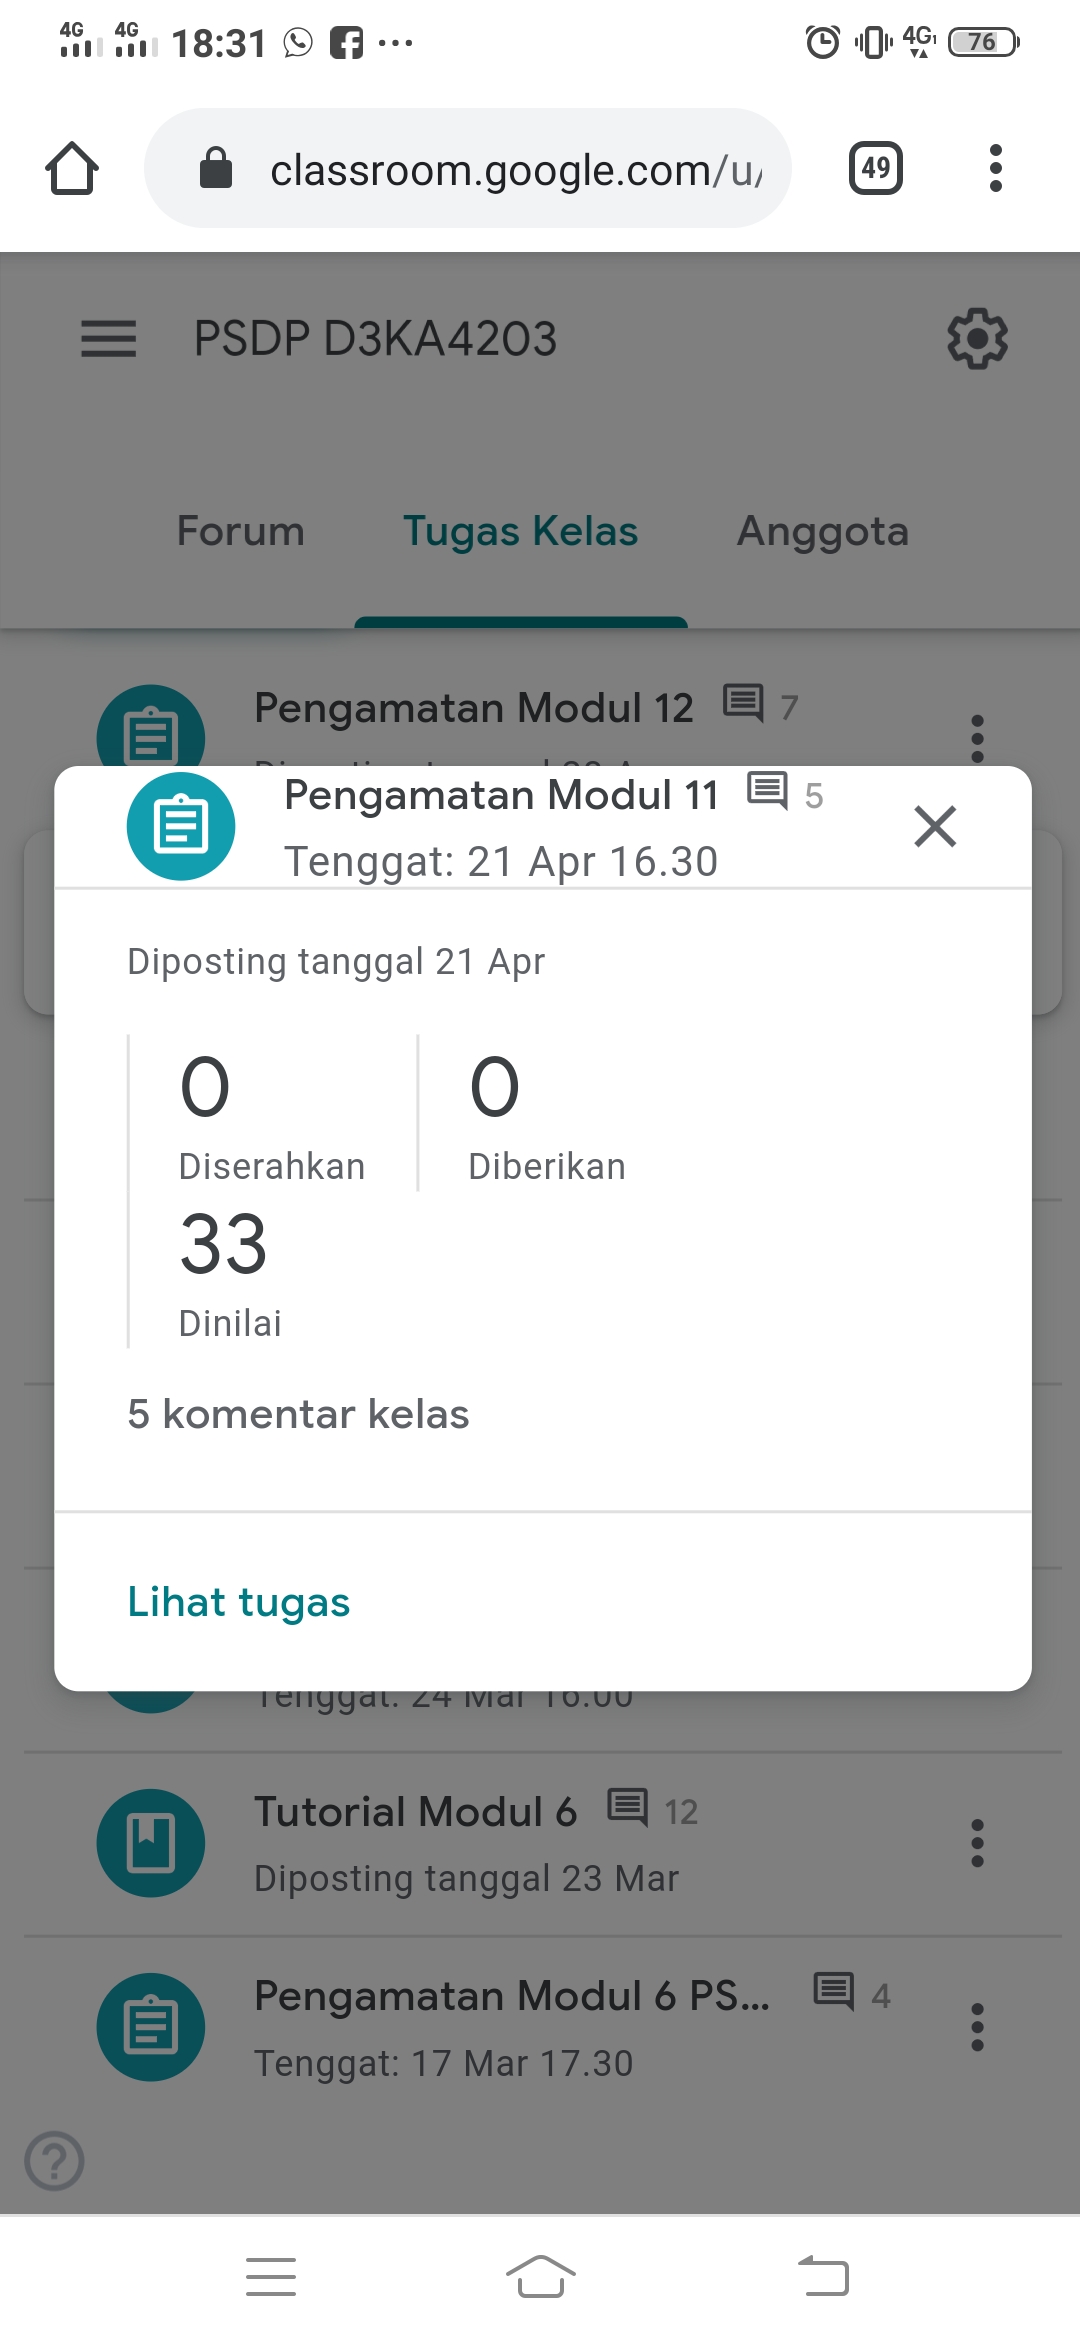 4G 4G 18:31 4G1 76
classroom.google.com/u/
49
PSDP D3KA4203
Forum Tugas Kelas Anggota
Pengamatan Modul 12 7
Pengamatan Modul 11 5
Tenggat: 21 Apr 16.30
Diposting tanggal 21 Apr
0 0
Diserahkan Diberikan
33
Dinilai
5 komentar kelas
Lihat tugas
Tenggat: 24 Mar 16.00
Tutorial Modul 6 12
Diposting tanggal 23 Mar
Pengamatan Modul 6 PS... 4
Tenggat: 17 Mar 17.30